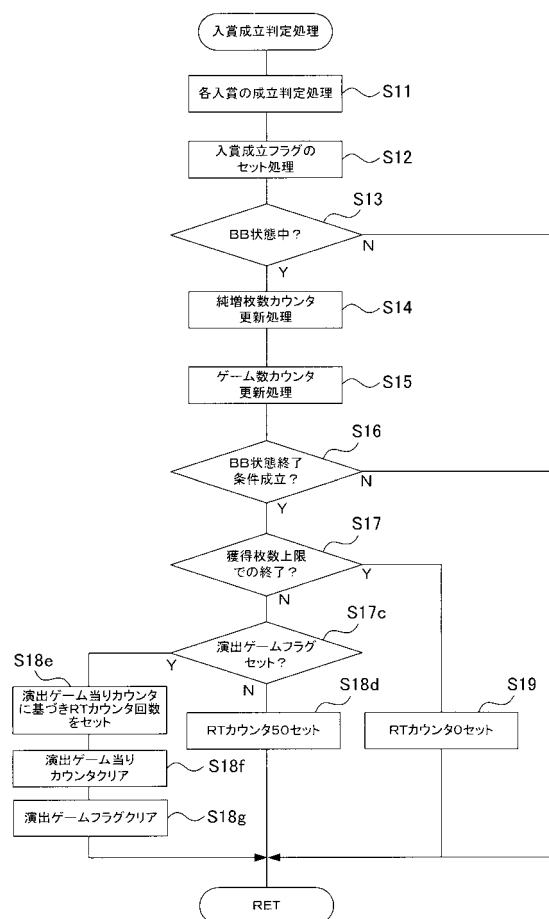 入賞成立判定処理
各入賞の成立判定処理
S11
入賞成立フラグの
セット処理
S12
S13
BB状態中?
N
Y
純増枚数カウンタ
更新処理
S14
ゲーム数カウンタ
更新処理
S15
S16
BB状態終了
条件成立?
N
Y
S17
獲得枚数上限
での終了?
Y
N
S17c
演出ゲームフラグ
セット?
Y
N
S18e
演出ゲーム当りカウンタ
に基づきRTカウンタ回数
をセット
S18d
RTカウンタ50セット
S19
RTカウンタ0セット
演出ゲーム当り
カウンタクリア
S18f
演出ゲームフラグクリア
S18g
RET